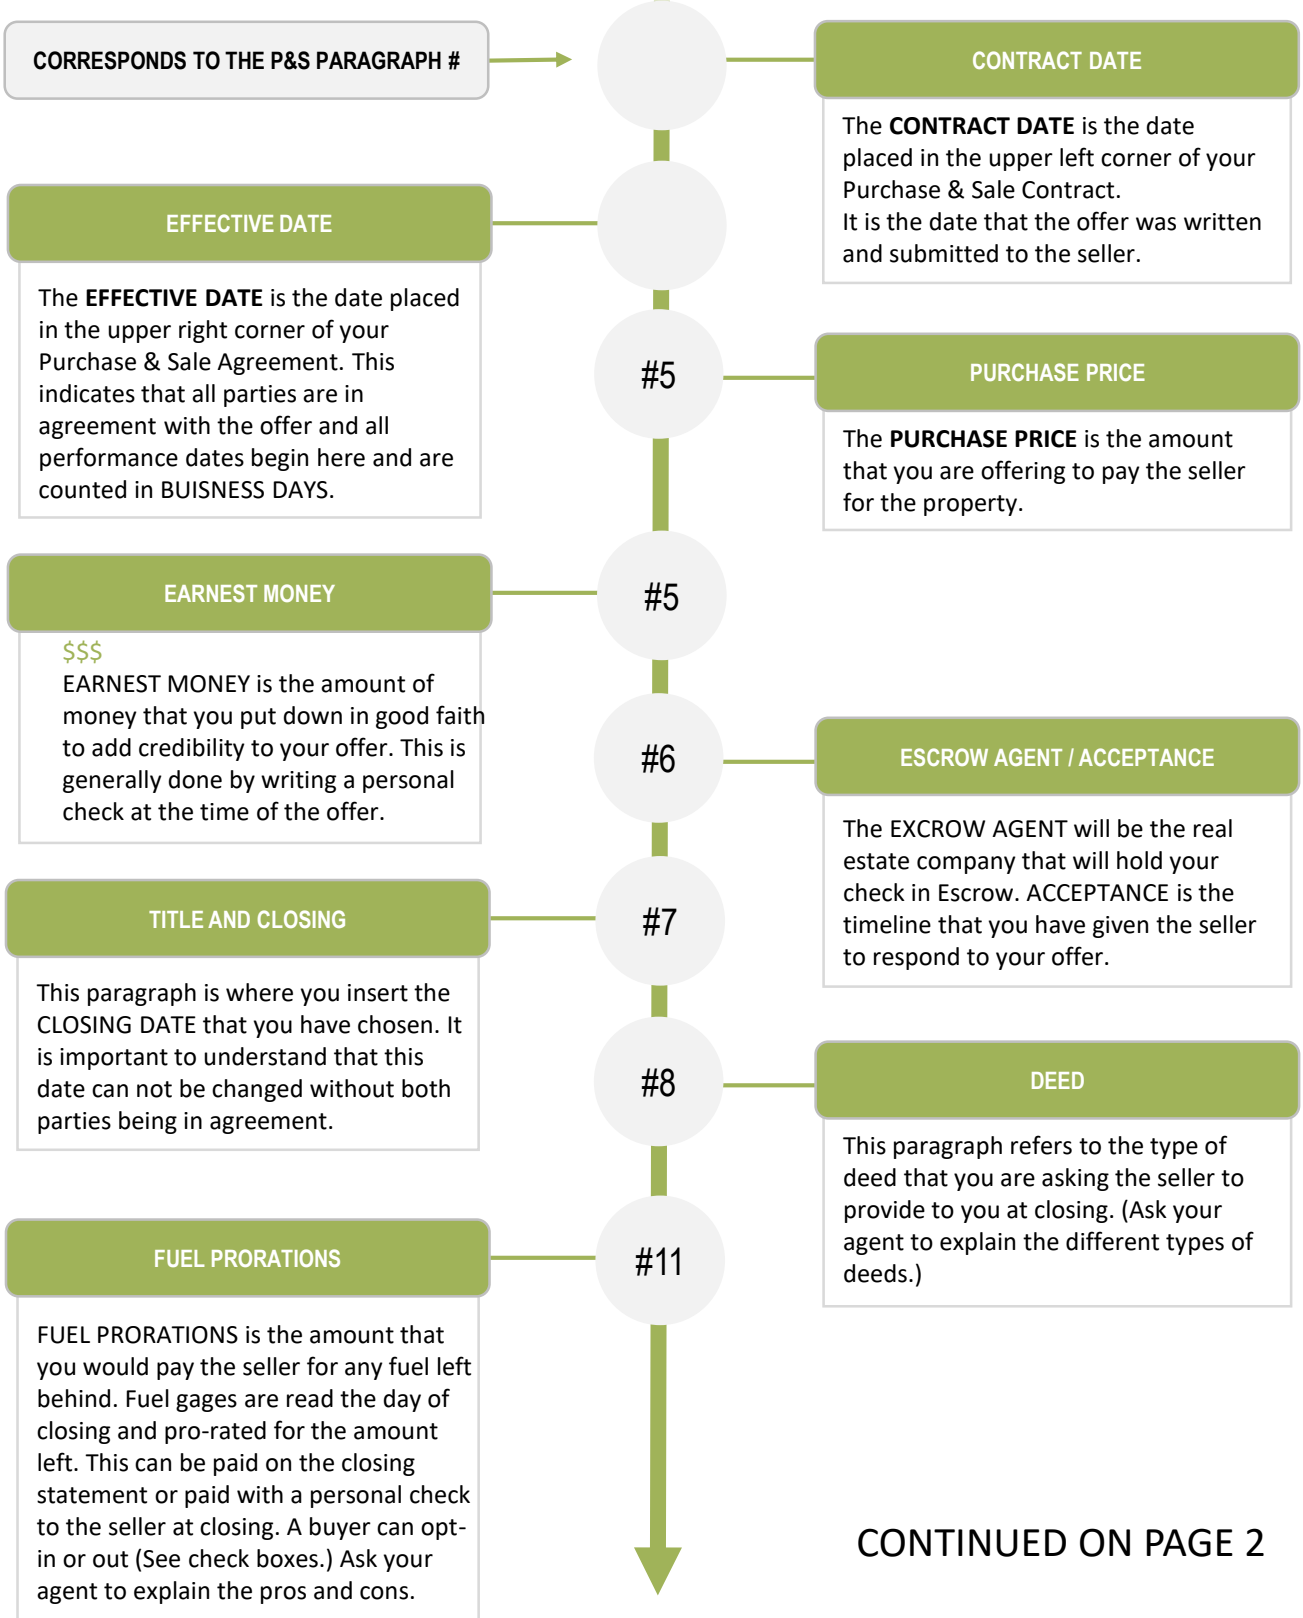 CORRESPONDS TO THE P&S PARAGRAPH #
CONTRACT DATE
The CONTRACT DATE is the date
placed in the upper left corner of your
Purchase & Sale Contract.
It is the date that the offer was written
and submitted to the seller.
EFFECTIVE DATE
The EFFECTIVE DATE is the date placed
in the upper right corner of your
Purchase & Sale Agreement. This
indicates that all parties are in
agreement with the offer and all
performance dates begin here and are
counted in BUISNESS DAYS.
#5
PURCHASE PRICE
The PURCHASE PRICE is the amount
that you are offering to pay the seller
for the property.
EARNEST MONEY
#5
$$$
EARNEST MONEY is the amount of
money that you put down in good faith
to add credibility to your offer. This is
generally done by writing a personal
check at the time of the offer.
#6
ESCROW AGENT / ACCEPTANCE
The EXCROW AGENT will be the real
estate company that will hold your
check in Escrow. ACCEPTANCE is the
timeline that you have given the seller
to respond to your offer.
TITLE AND CLOSING
#7
This paragraph is where you insert the
CLOSING DATE that you have chosen. It
is important to understand that this
date can not be changed without both
parties being in agreement.
#8
DEED
This paragraph refers to the type of
deed that you are asking the seller to
provide to you at closing. (Ask your
agent to explain the different types of
deeds.)
FUEL PRORATIONS
#11
FUEL PRORATIONS is the amount that
you would pay the seller for any fuel left
behind. Fuel gages are read the day of
closing and pro-rated for the amount
left. This can be paid on the closing
statement or paid with a personal check
to the seller at closing. A buyer can opt-
in or out (See check boxes.) Ask your
agent to explain the pros and cons.
CONTINUED ON PAGE 2